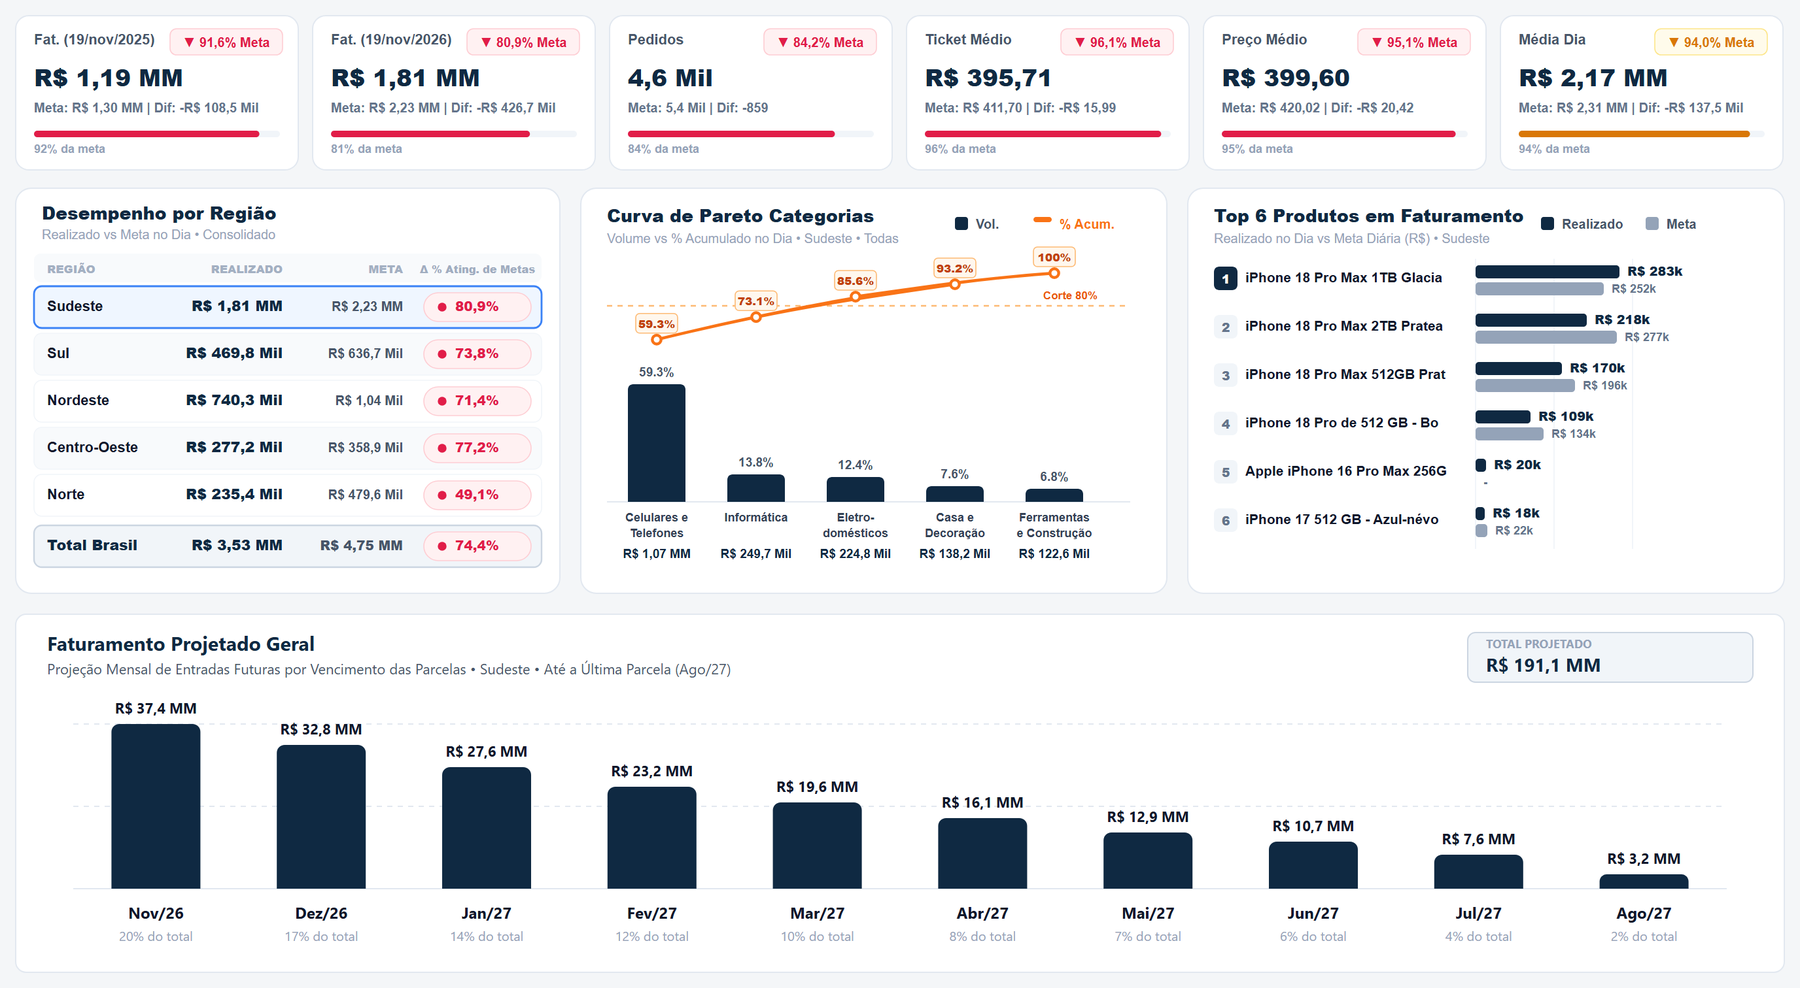 Fat. (19/nov/2025)
▼ 91,6% Meta
R$ 1,19 MM
Meta: R$ 1,30 MM | Dif: -R$ 108,5 Mil
92% da meta
Fat. (19/nov/2026)
▼ 80,9% Meta
R$ 1,81 MM
Meta: R$ 2,23 MM | Dif: -R$ 426,7 Mil
81% da meta
Pedidos
▼ 84,2% Meta
4,6 Mil
Meta: 5,4 Mil | Dif: -859
84% da meta
Ticket Médio
▼ 96,1% Meta
R$ 395,71
Meta: R$ 411,70 | Dif: -R$ 15,99
96% da meta
Preço Médio
▼ 95,1% Meta
R$ 399,60
Meta: R$ 420,02 | Dif: -R$ 20,42
95% da meta
Média Dia
▼ 94,0% Meta
R$ 2,17 MM
Meta: R$ 2,31 MM | Dif: -R$ 137,5 Mil
94% da meta
Desempenho por Região
Realizado vs Meta no Dia • Consolidado
REGIÃO REALIZADO META Δ % Ating. de Metas
Sudeste R$ 1,81 MM R$ 2,23 MM 80,9%
Sul R$ 469,8 Mil R$ 636,7 Mil 73,8%
Nordeste R$ 740,3 Mil R$ 1,04 MM 71,4%
Centro-Oeste R$ 277,2 Mil R$ 358,9 Mil 77,2%
Norte R$ 235,4 Mil R$ 479,6 Mil 49,1%
Total Brasil R$ 3,53 MM R$ 4,75 MM 74,4%
Curva de Pareto Categorias
Vol. % Acum.
Volume vs % Acumulado no Dia • Sudeste • Todas
59.3% 73.1% 85.6% 93.2% 100%
Corte 80%
59.3% 13.8% 12.4% 7.6% 6.8%
Celulares e Telefones
R$ 1,07 MM
Informática
R$ 249,7 Mil
Eletro-
domésticos
R$ 224,8 Mil
Casa e
Decoração
R$ 138,2 Mil
Ferramentas
e Construção
R$ 122,6 Mil
Top 6 Produtos em Faturamento
Realizado Meta
Realizado no Dia vs Meta Diária (R$) • Sudeste
1 iPhone 18 Pro Max 1TB Glacia R$ 283k
R$ 252k
2 iPhone 18 Pro Max 2TB Pratea R$ 218k
R$ 277k
3 iPhone 18 Pro Max 512GB Prat R$ 170k
R$ 196k
4 iPhone 18 Pro de 512 GB - Bo R$ 109k
R$ 134k
5 Apple iPhone 16 Pro Max 256G R$ 20k
-
6 iPhone 17 512 GB - Azul-névo R$ 18k
R$ 22k
Faturamento Projetado Geral
Projeção Mensal de Entradas Futuras por Vencimento das Parcelas • Sudeste • Até a Última Parcela (Ago/27)
TOTAL PROJETADO
R$ 191,1 MM
R$ 37,4 MM R$ 32,8 MM R$ 27,6 MM R$ 23,2 MM R$ 19,6 MM R$ 16,1 MM R$ 12,9 MM R$ 10,7 MM R$ 7,6 MM R$ 3,2 MM
Nov/26 Dez/26 Jan/27 Fev/27 Mar/27 Abr/27 Mai/27 Jun/27 Jul/27 Ago/27
20% do total 17% do total 14% do total 12% do total 10% do total 8% do total 7% do total 6% do total 4% do total 2% do total